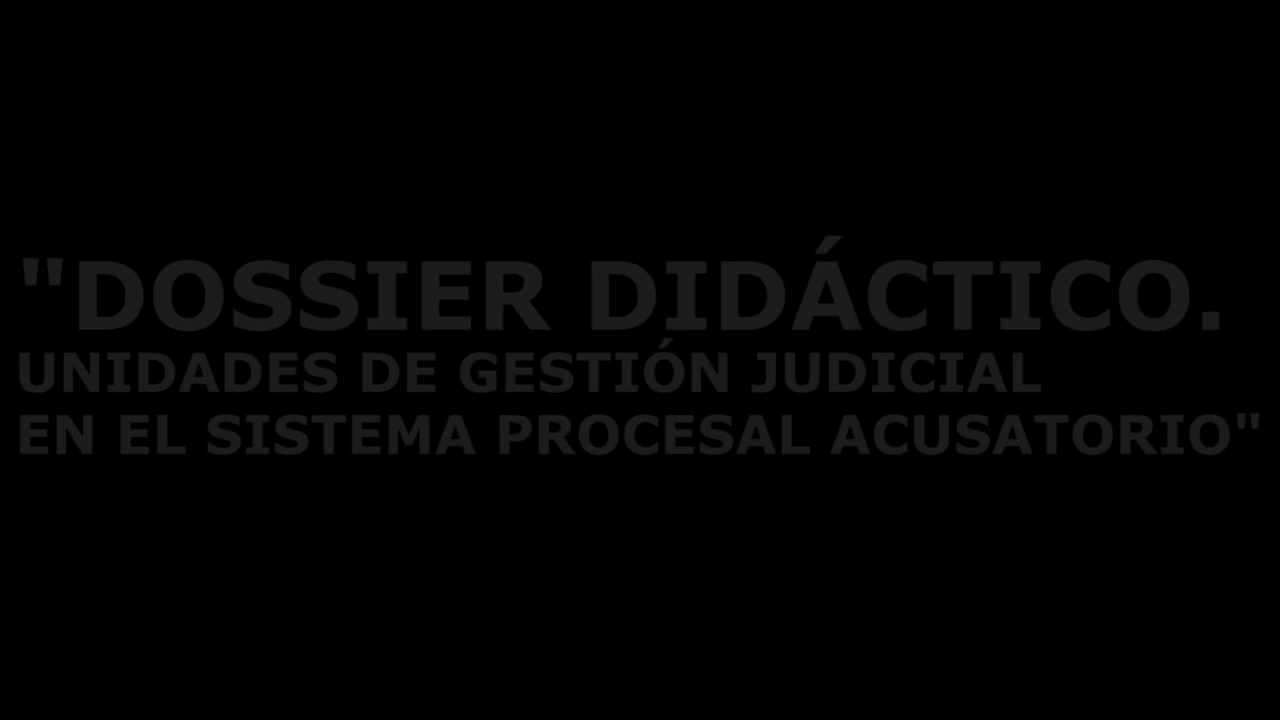 "DOSSIER DIDÁCTICO.
UNIDADES DE GESTIÓN JUDICIAL
EN EL SISTEMA PROCESAL ACUSATORIO"